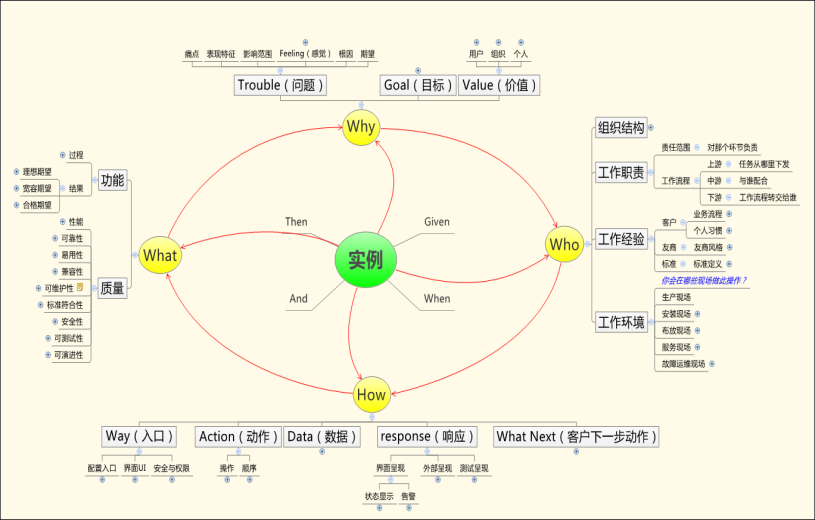 痛点 表现特征 影响范围 Feeling（感觉） 根因 期望
用户 组织 个人
Trouble（问题） Goal（目标） Value（价值）
Why
组织结构
责任范围 对那个环节负责
工作职责
上游 任务从哪里下发
工作流程 中游 与谁配合
下游 工作流程转交给谁
业务流程
客户
个人习惯
工作经验
友商 友商风格
标准 标准定义
你会在哪些现场做此操作？
生产现场
安装现场
工作环境
布放现场
服务现场
故障运维现场
Who
过程
功能
理想期望
宽容期望 结果
合格期望
性能
可靠性
易用性
兼容性
质量
可维护性
标准符合性
安全性
可测试性
可演进性
What
Then Given
实例
And When
How
Way（入口） Action（动作） Data（数据） response（响应） What Next（客户下一步动作）
配置入口 界面UI 安全与权限 操作 顺序 界面呈现 外部呈现 测试呈现
状态显示 告警